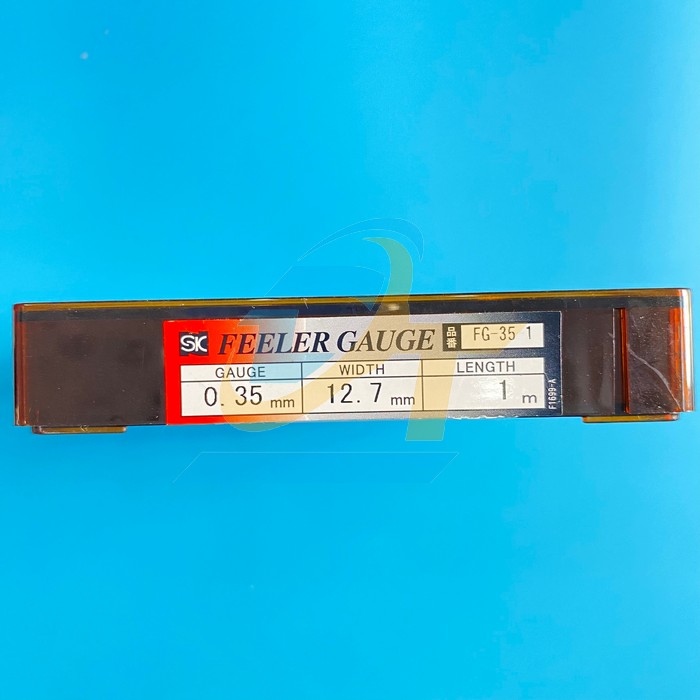 SK FEELER GAUGE 品番 FG-35 1
GAUGE WIDTH LENGTH
0.35 mm 12.7 mm 1 m
F1699-A